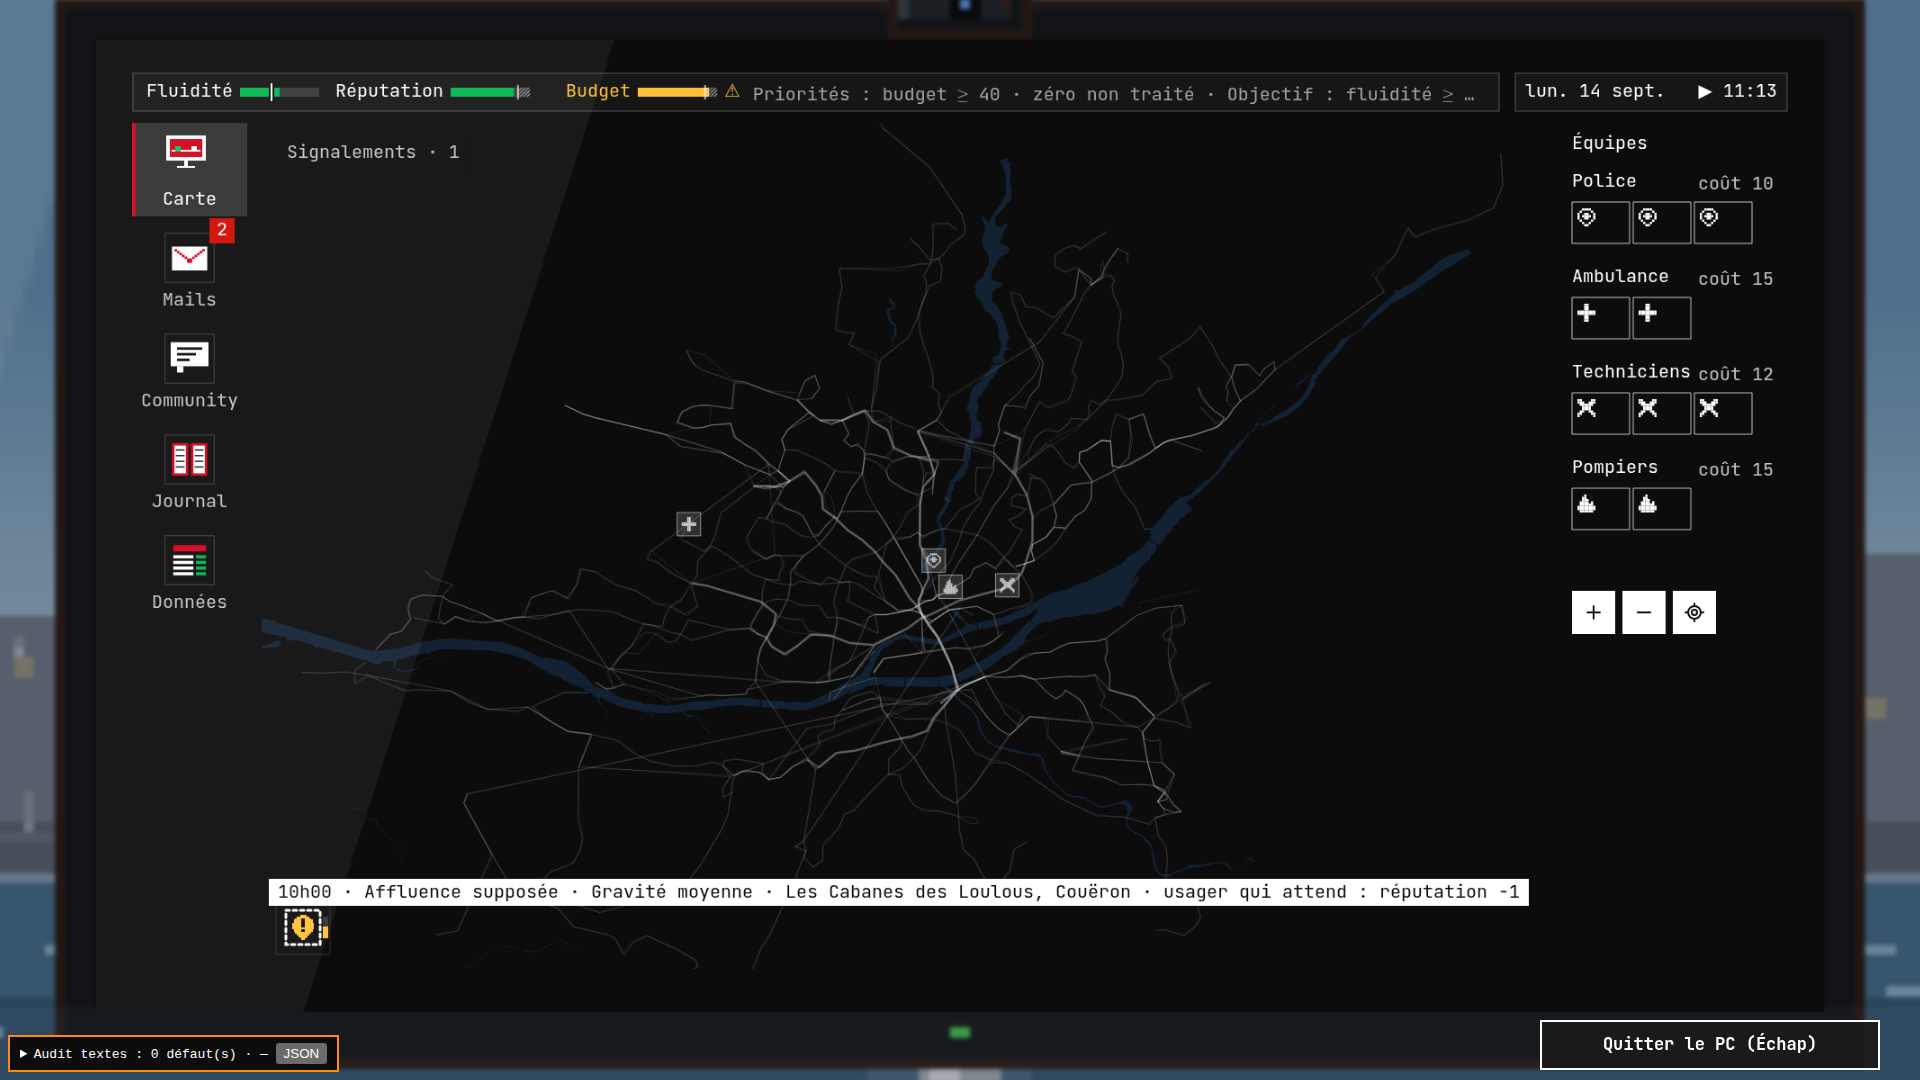 Fluidité Réputation Budget ⚠ Priorités : budget ≥ 40 · zéro non traité · Objectif : fluidité ≥ …
lun. 14 sept. ▶ 11:13
Carte
Signalements · 1
2
Mails
Community
Journal
Données
Équipes
Police coût 10
Ambulance coût 15
Techniciens coût 12
Pompiers coût 15
+ −
10h00 · Affluence supposée · Gravité moyenne · Les Cabanes des Loulous, Couëron · usager qui attend : réputation -1
▶ Audit textes : 0 défaut(s) · — JSON
Quitter le PC (Échap)